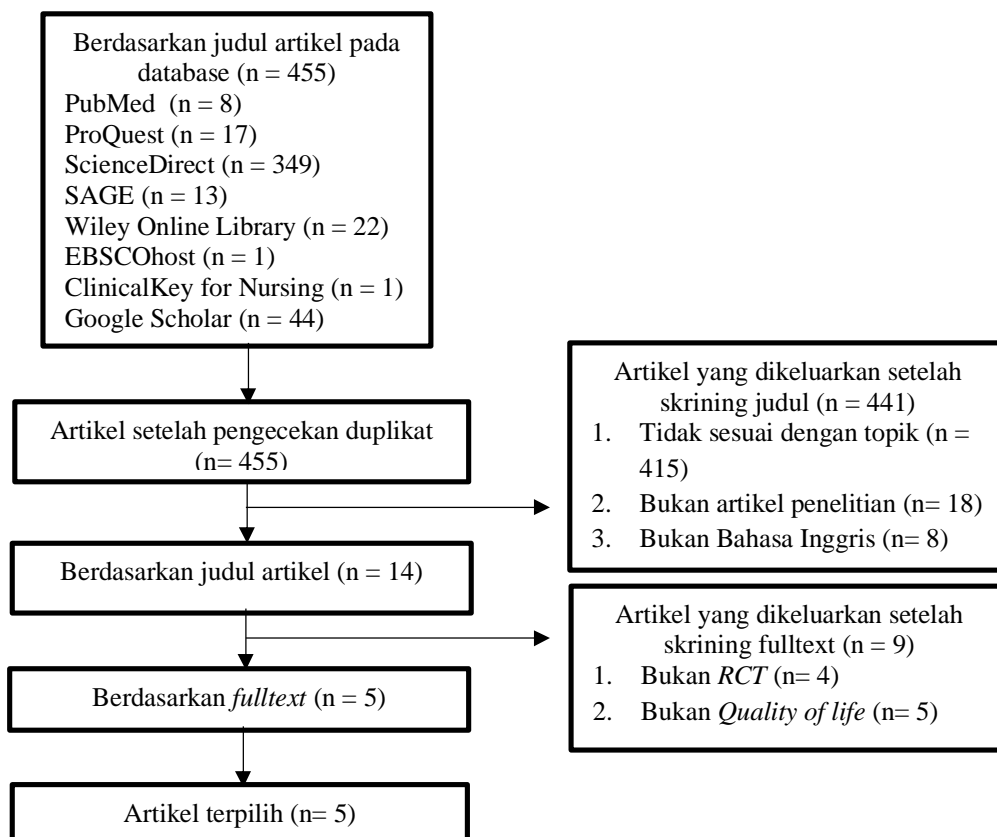 Berdasarkan judul artikel pada
database (n = 455)
PubMed (n = 8)
ProQuest (n = 17)
ScienceDirect (n = 349)
SAGE (n = 13)
Wiley Online Library (n = 22)
EBSCOhost (n = 1)
ClinicalKey for Nursing (n = 1)
Google Scholar (n = 44)
Artikel setelah pengecekan duplikat
(n= 455)
Artikel yang dikeluarkan setelah
skrining judul (n = 441)
1. Tidak sesuai dengan topik (n =
415)
2. Bukan artikel penelitian (n= 18)
3. Bukan Bahasa Inggris (n= 8)
Berdasarkan judul artikel (n = 14)
Artikel yang dikeluarkan setelah
skrining fulltext (n = 9)
1. Bukan RCT (n= 4)
2. Bukan Quality of life (n= 5)
Berdasarkan fulltext (n = 5)
Artikel terpilih (n= 5)